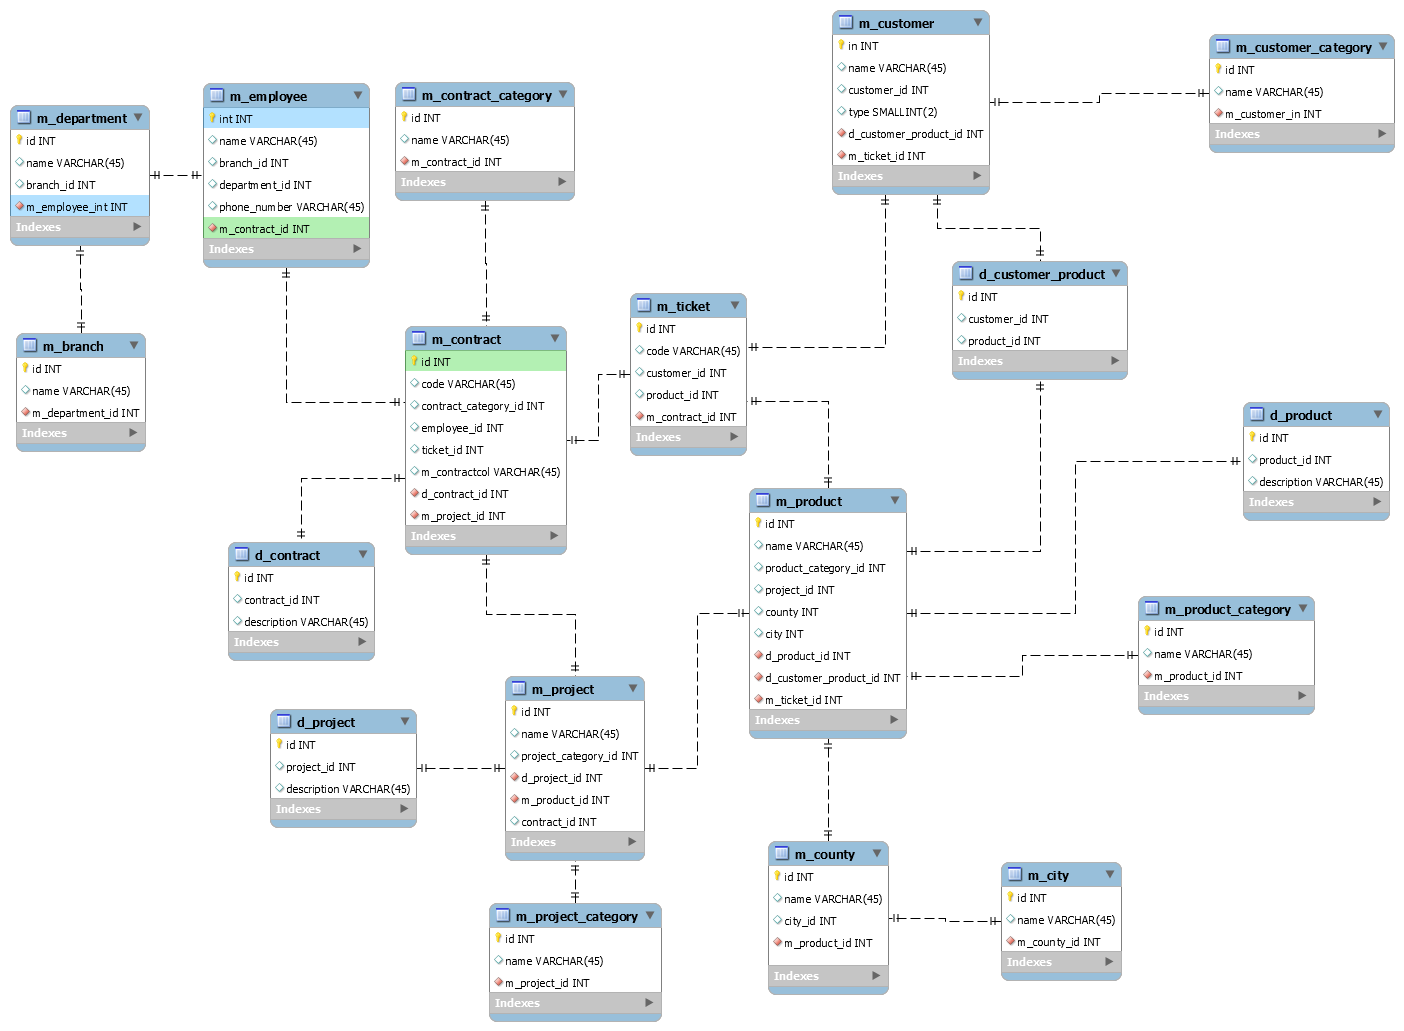 m_customer
in INT
name VARCHAR(45)
customer_id INT
type SMALLINT(2)
d_customer_product_id INT
m_ticket_id INT
m_customer_category
id INT
name VARCHAR(45)
m_customer_in INT
Indexes
Indexes
m_department
id INT
name VARCHAR(45)
branch_id INT
m_employee_int INT
Indexes
m_employee
int INT
name VARCHAR(45)
branch_id INT
department_id INT
phone_number VARCHAR(45)
m_contract_id INT
Indexes
m_contract_category
id INT
name VARCHAR(45)
m_contract_id INT
Indexes
m_branch
id INT
name VARCHAR(45)
m_department_id INT
Indexes
m_contract
id INT
code VARCHAR(45)
contract_category_id INT
employee_id INT
ticket_id INT
m_contractcol VARCHAR(45)
d_contract_id INT
m_project_id INT
Indexes
m_ticket
id INT
code VARCHAR(45)
customer_id INT
product_id INT
m_contract_id INT
Indexes
d_customer_product
id INT
customer_id INT
product_id INT
Indexes
d_product
id INT
product_id INT
description VARCHAR(45)
Indexes
d_contract
id INT
contract_id INT
description VARCHAR(45)
Indexes
m_product
id INT
name VARCHAR(45)
product_category_id INT
project_id INT
county INT
city INT
d_product_id INT
d_customer_product_id INT
m_ticket_id INT
Indexes
m_product_category
id INT
name VARCHAR(45)
m_product_id INT
Indexes
d_project
id INT
project_id INT
description VARCHAR(45)
Indexes
m_project
id INT
name VARCHAR(45)
project_category_id INT
d_project_id INT
m_product_id INT
contract_id INT
Indexes
m_project_category
id INT
name VARCHAR(45)
m_project_id INT
Indexes
m_county
id INT
name VARCHAR(45)
city_id INT
m_product_id INT
Indexes
m_city
id INT
name VARCHAR(45)
m_county_id INT
Indexes